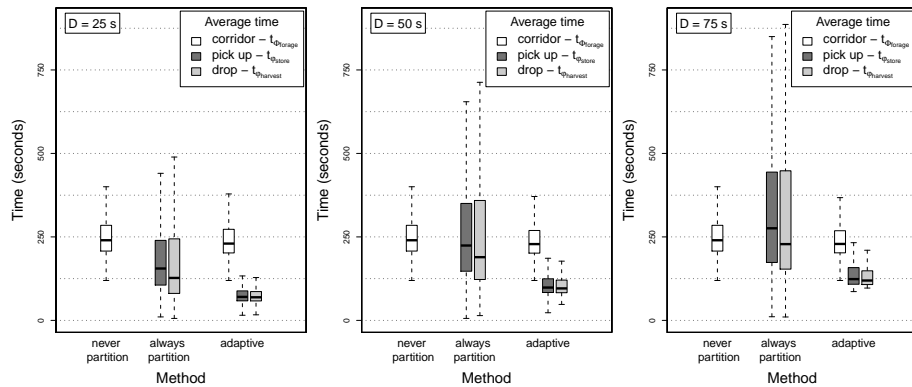 D = 25 s
Average time
corridor – tΦforage
pick up – tφstore
drop – tφharvest
Time (seconds)
750
500
250
0
never partition
always partition
adaptive
Method
D = 50 s
Average time
corridor – tΦforage
pick up – tφstore
drop – tφharvest
Time (seconds)
750
500
250
0
never partition
always partition
adaptive
Method
D = 75 s
Average time
corridor – tΦforage
pick up – tφstore
drop – tφharvest
Time (seconds)
750
500
250
0
never partition
always partition
adaptive
Method